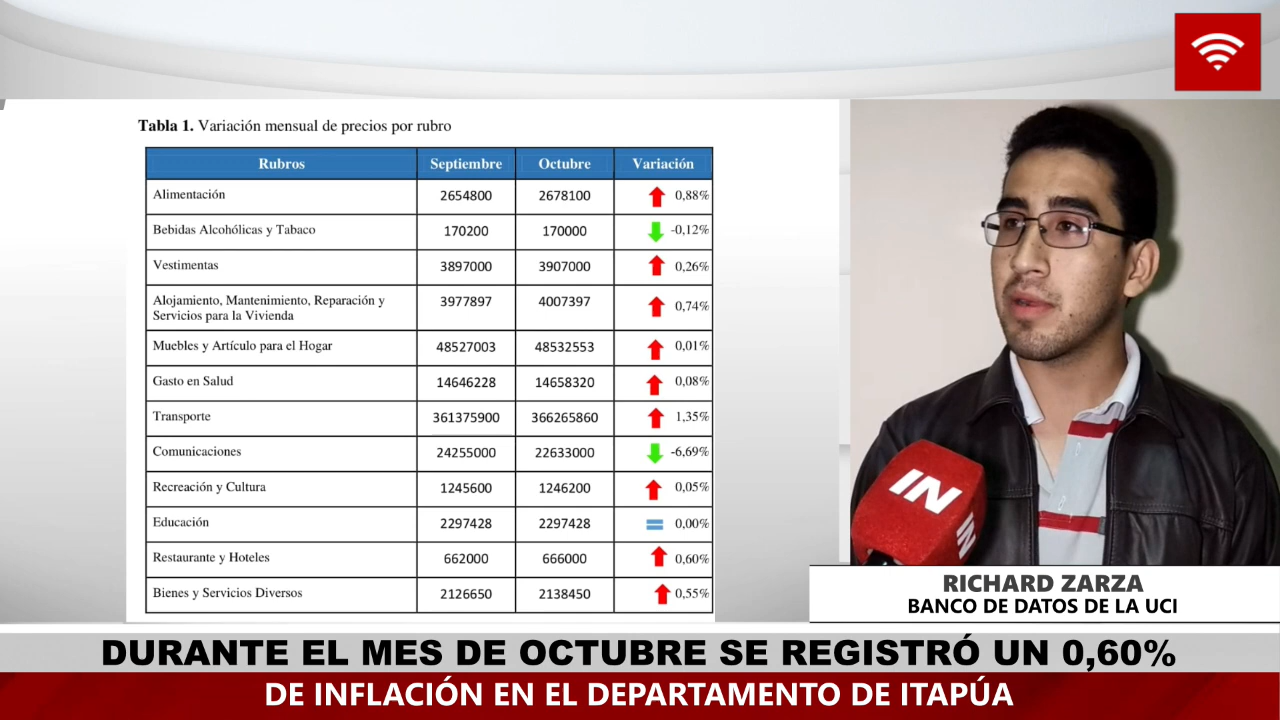 Tabla 1. Variación mensual de precios por rubro
Rubros Septiembre Octubre Variación
Alimentación 2654800 2678100 0,88%
Bebidas Alcohólicas y Tabaco 170200 170000 -0,12%
Vestimentas 3897000 3907000 0,26%
Alojamiento, Mantenimiento, Reparación y
Servicios para la Vivienda 3977897 4007397 0,74%
Muebles y Artículo para el Hogar 48527003 48532553 0,01%
Gasto en Salud 14646228 14658320 0,08%
Transporte 361375900 366265860 1,35%
Comunicaciones 24255000 22633000 -6,69%
Recreación y Cultura 1245600 1246200 0,05%
Educación 2297428 2297428 0,00%
Restaurante y Hoteles 662000 666000 0,60%
Bienes y Servicios Diversos 2126650 2138450 0,55%
IN
IN
RICHARD ZARZA
BANCO DE DATOS DE LA UCI
DURANTE EL MES DE OCTUBRE SE REGISTRÓ UN 0,60%
DE INFLACIÓN EN EL DEPARTAMENTO DE ITAPÚA